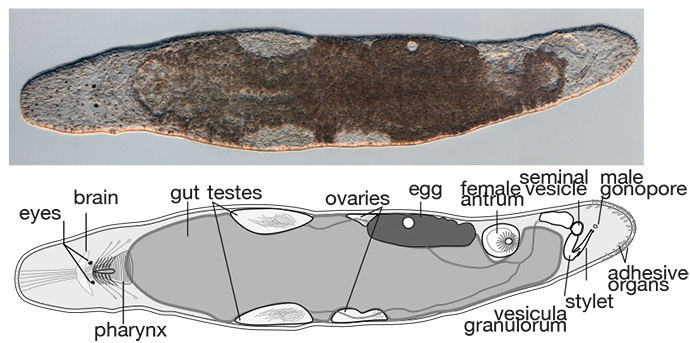 eyes
brain
gut
testes
ovaries
egg
female
antrum
seminal
vesicle
male
gonopore
adhesive
organs
stylet
vesicula
granulorum
pharynx